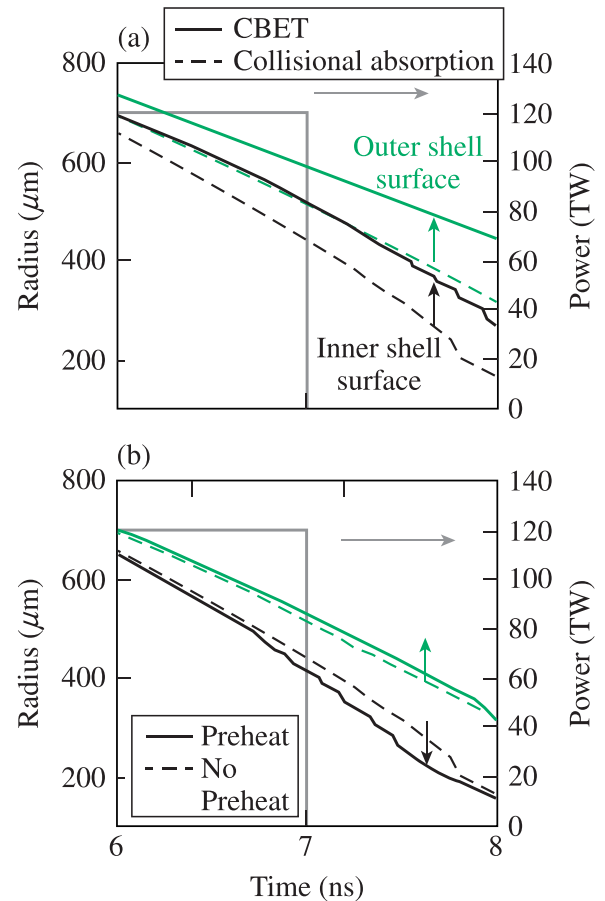 (a)
CBET
Collisional absorption
800
600
400
200
Radius (μm)
140
120
100
80
60
40
20
0
Power (TW)
Outer shell
surface
Inner shell
surface
(b)
800
600
400
200
Radius (μm)
140
120
100
80
60
40
20
0
Power (TW)
Preheat
No
Preheat
6
7
8
Time (ns)